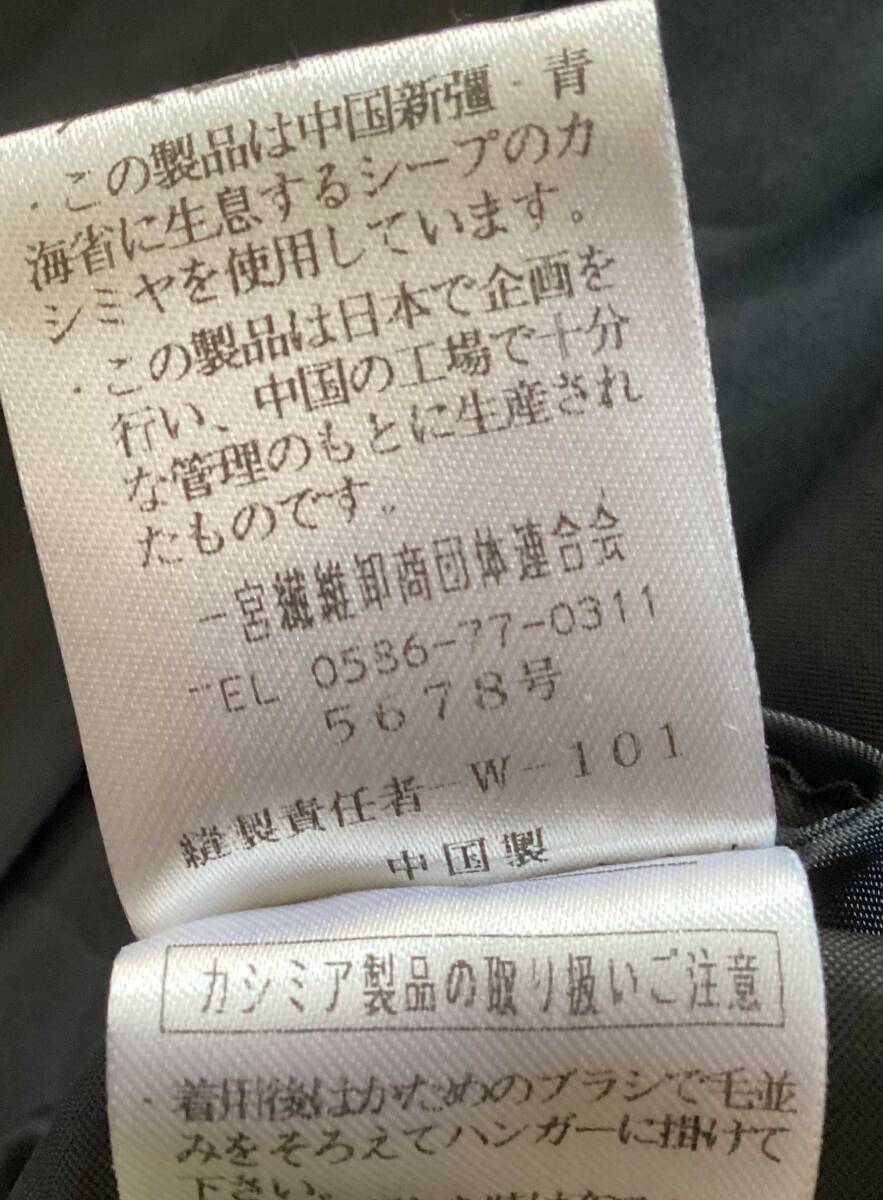 ・この製品は中国新疆・青
海省に生息するシープのカ
シミヤを使用しています。
・この製品は日本で企画を
行い、中国の工場で十分
な管理のもとに生産され
たものです。
一宮繊維卸商団体連合会
TEL 0586-77-0311
5678号
縫製責任者-W-101
中国製
カシミア製品の取り扱いご注意
・着用後はかためのブラシで毛並
みをそろえてハンガーに掛けて
下さい。